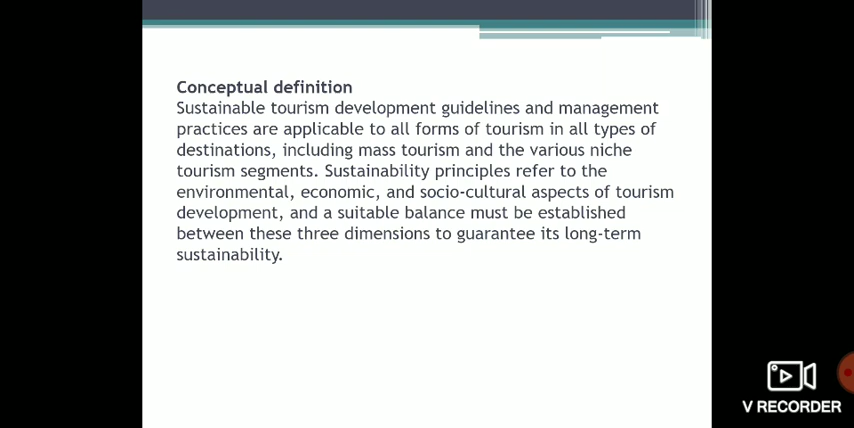 Conceptual definition
Sustainable tourism development guidelines and management
practices are applicable to all forms of tourism in all types of
destinations, including mass tourism and the various niche
tourism segments. Sustainability principles refer to the
environmental, economic, and socio-cultural aspects of tourism
development, and a suitable balance must be established
between these three dimensions to guarantee its long-term
sustainability.
V RECORDER